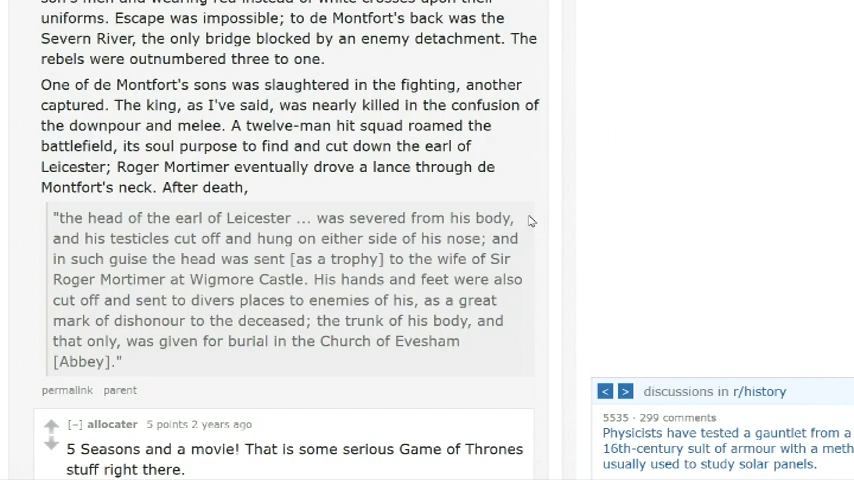 son's men and wearing red instead of white crosses upon their
uniforms. Escape was impossible; to de Montfort's back was the
Severn River, the only bridge blocked by an enemy detachment. The
rebels were outnumbered three to one.
One of de Montfort's sons was slaughtered in the fighting, another
captured. The king, as I've said, was nearly killed in the confusion of
the downpour and melee. A twelve-man hit squad roamed the
battlefield, its soul purpose to find and cut down the earl of
Leicester; Roger Mortimer eventually drove a lance through de
Montfort's neck. After death,
"the head of the earl of Leicester ... was severed from his body,
and his testicles cut off and hung on either side of his nose; and
in such guise the head was sent [as a trophy] to the wife of Sir
Roger Mortimer at Wigmore Castle. His hands and feet were also
cut off and sent to divers places to enemies of his, as a great
mark of dishonour to the deceased; the trunk of his body, and
that only, was given for burial in the Church of Evesham
[Abbey]."
permalink parent
[–] allocater 5 points 2 years ago
5 Seasons and a movie! That is some serious Game of Thrones
stuff right there.
< > discussions in r/history
5535 · 299 comments
Physicists have tested a gauntlet from a
16th-century suit of armour with a meth
usually used to study solar panels.